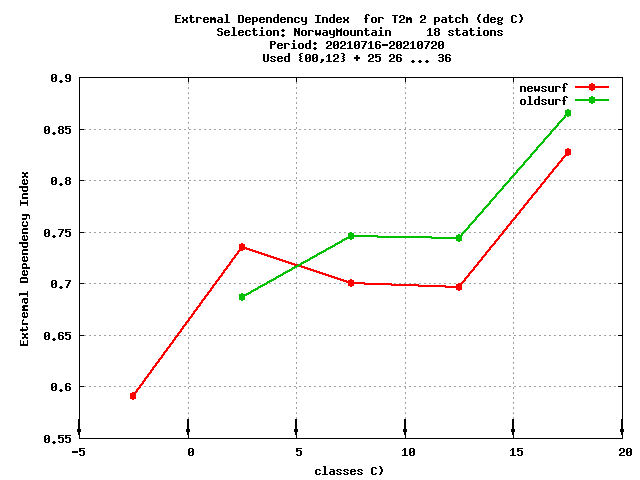 Extremal Dependency Index  for T2m 2 patch (deg C)
Selection: NorwayMountain     18 stations
Period: 20210716-20210720
Used {00,12} + 25 26 ... 36
newsurf
oldsurf
0.9
0.85
0.8
0.75
0.7
0.65
0.6
0.55
Extremal Dependency Index
-5 0 5 10 15 20
classes C)